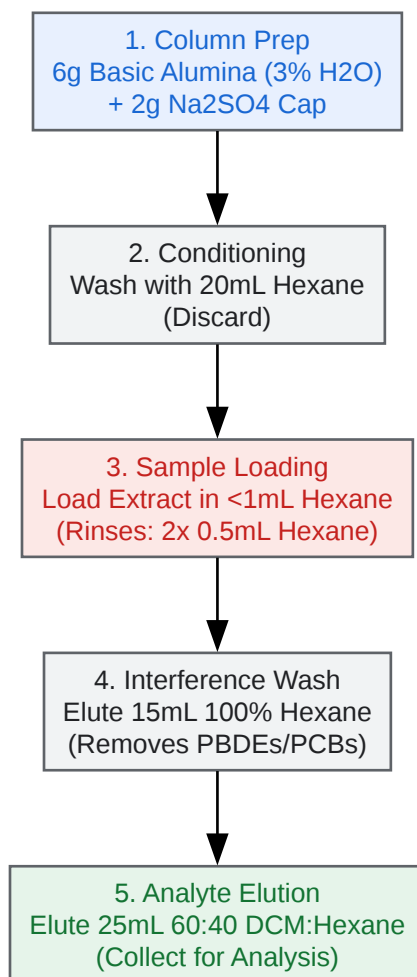 1. Column Prep
6g Basic Alumina (3% H2O)
+ 2g Na2SO4 Cap
2. Conditioning
Wash with 20mL Hexane
(Discard)
3. Sample Loading
Load Extract in <1mL Hexane
(Rinses: 2x 0.5mL Hexane)
4. Interference Wash
Elute 15mL 100% Hexane
(Removes PBDEs/PCBs)
5. Analyte Elution
Elute 25mL 60:40 DCM:Hexane
(Collect for Analysis)